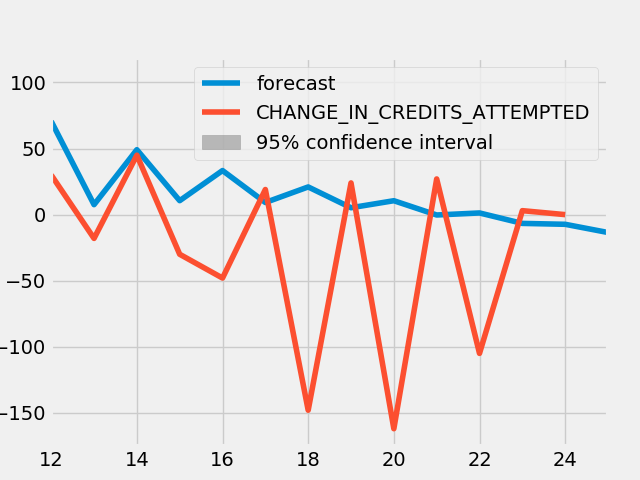 forecast
CHANGE_IN_CREDITS_ATTEMPTED
95% confidence interval
100
50
0
−50
−100
−150
12 14 16 18 20 22 24